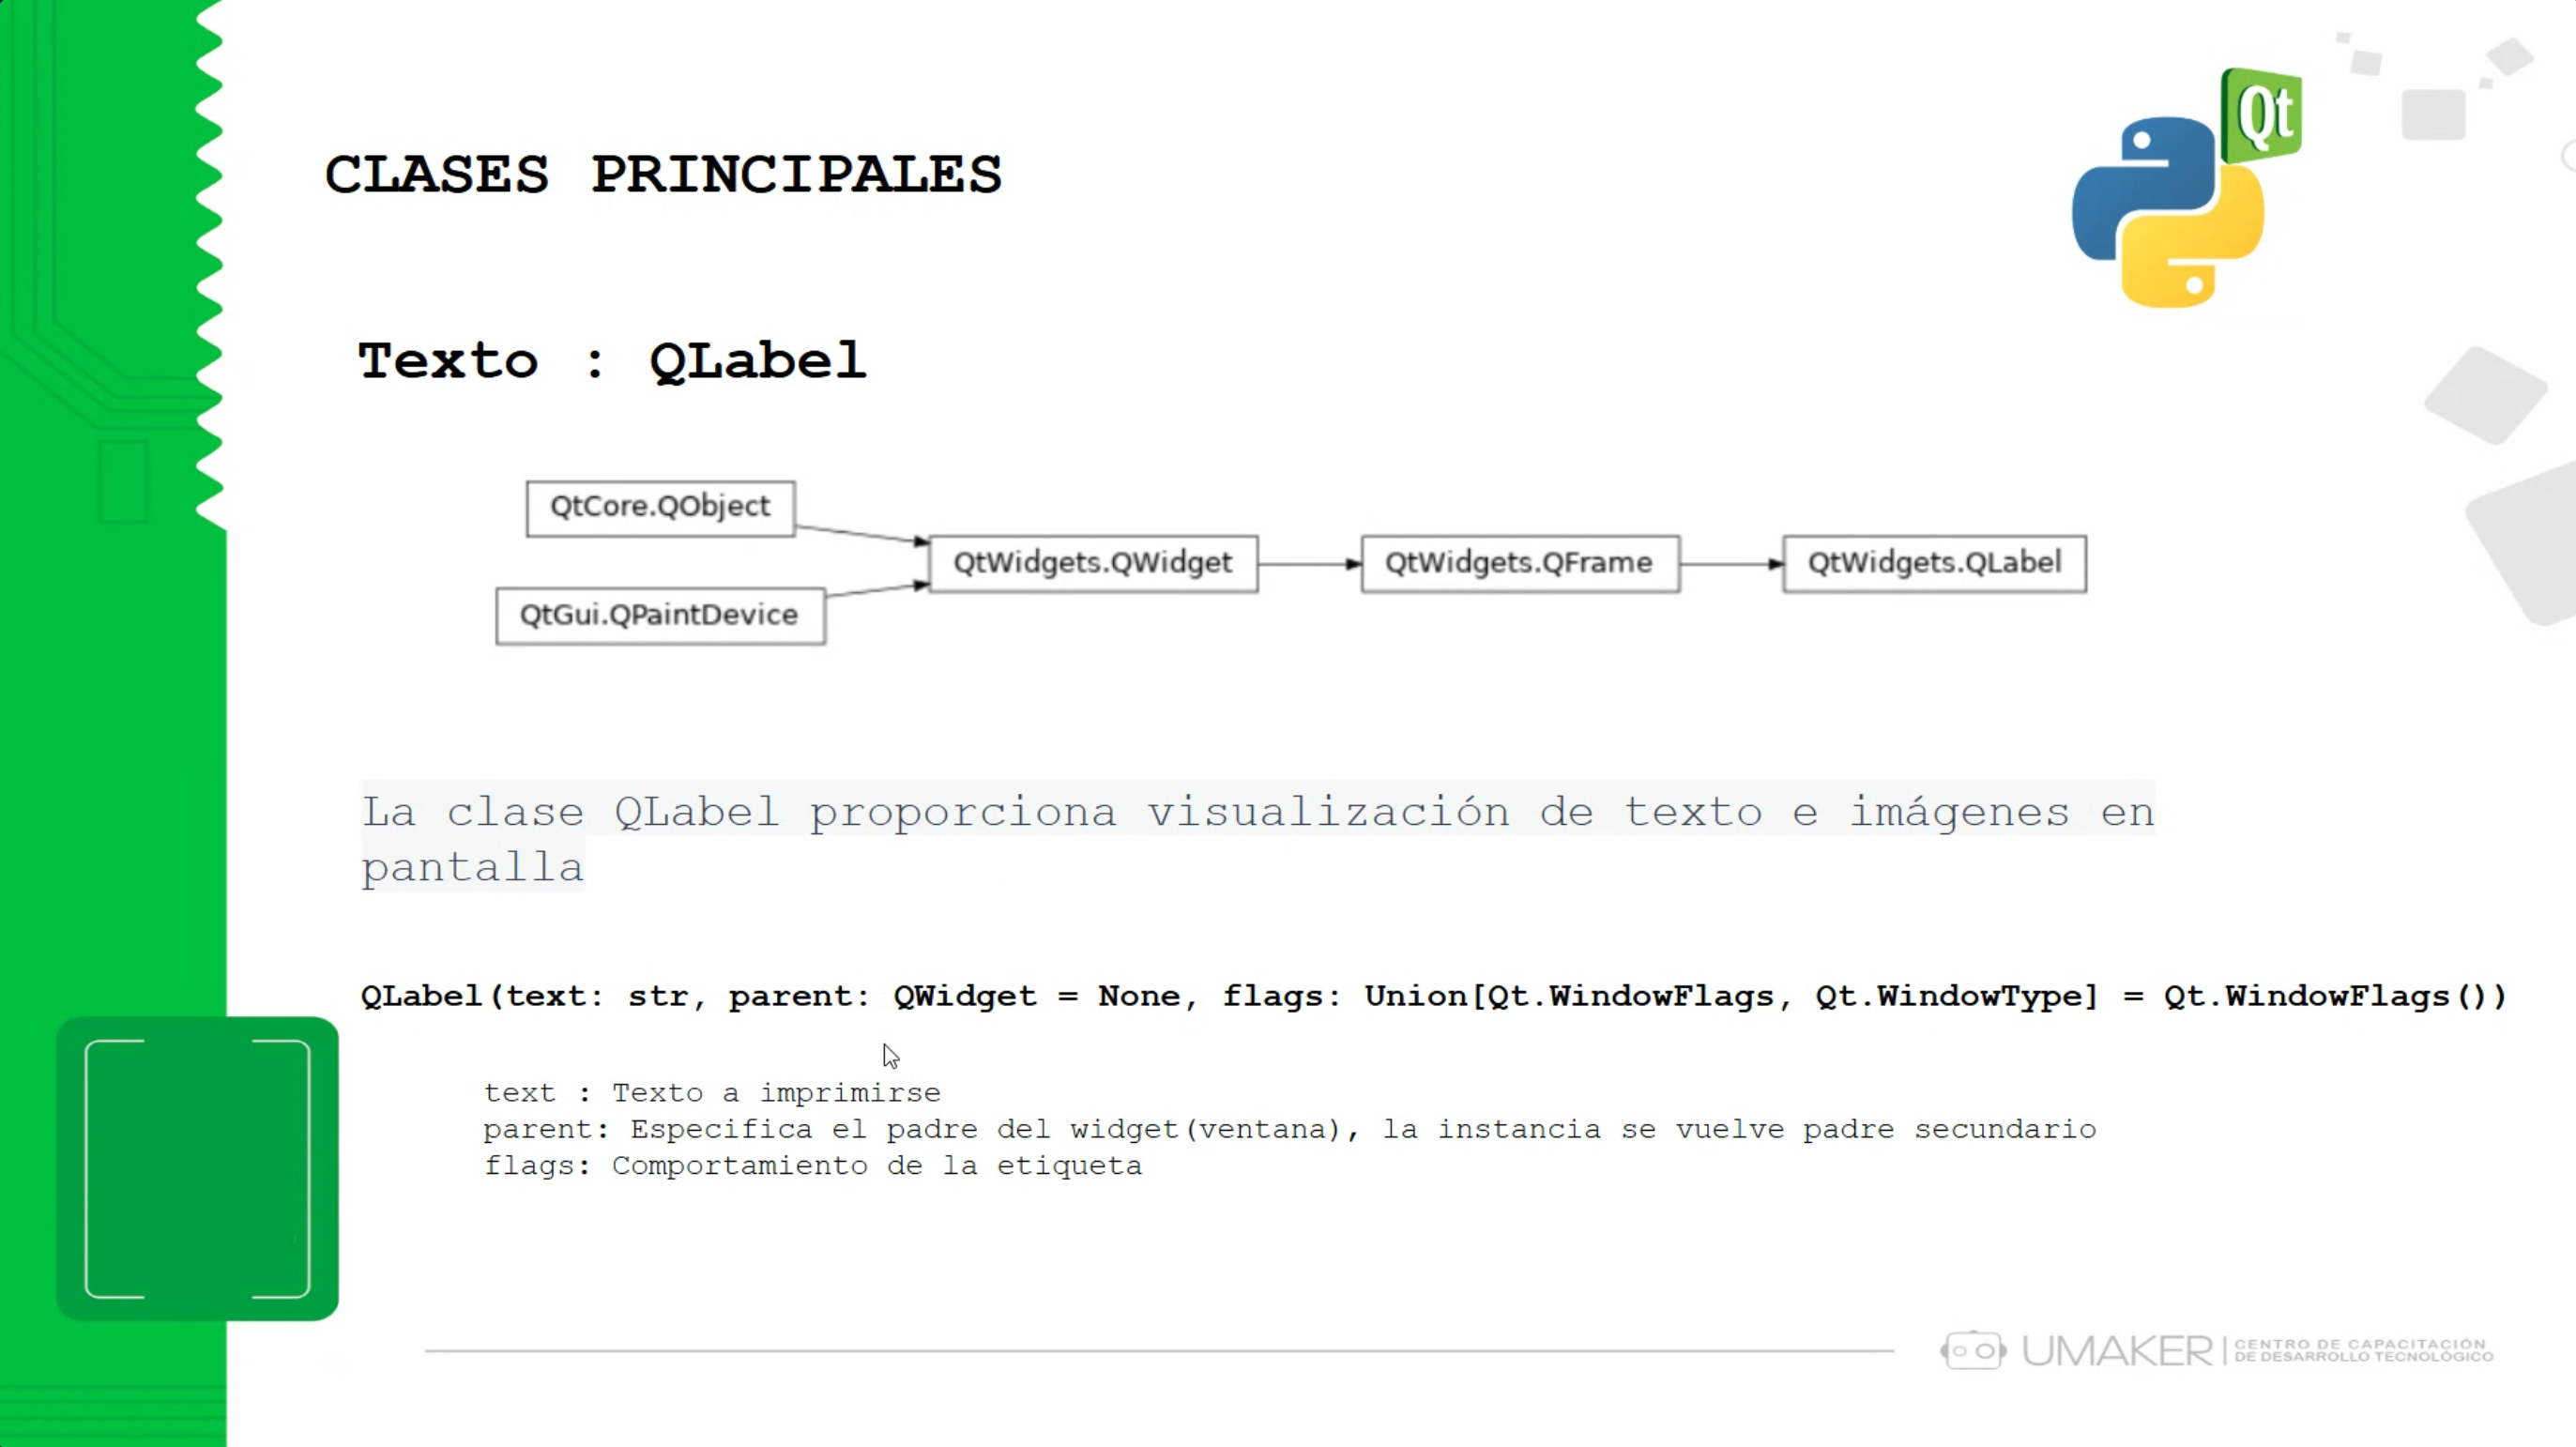 Qt
CLASES PRINCIPALES
Texto : QLabel
QtCore.QObject
QtWidgets.QWidget
QtWidgets.QFrame
QtWidgets.QLabel
QtGui.QPaintDevice
La clase QLabel proporciona visualización de texto e imágenes en
pantalla
QLabel(text: str, parent: QWidget = None, flags: Union[Qt.WindowFlags, Qt.WindowType] = Qt.WindowFlags())
text : Texto a imprimirse
parent: Especifica el padre del widget(ventana), la instancia se vuelve padre secundario
flags: Comportamiento de la etiqueta
UMAKER
CENTRO DE CAPACITACIÓN
DE DESARROLLO TECNOLÓGICO